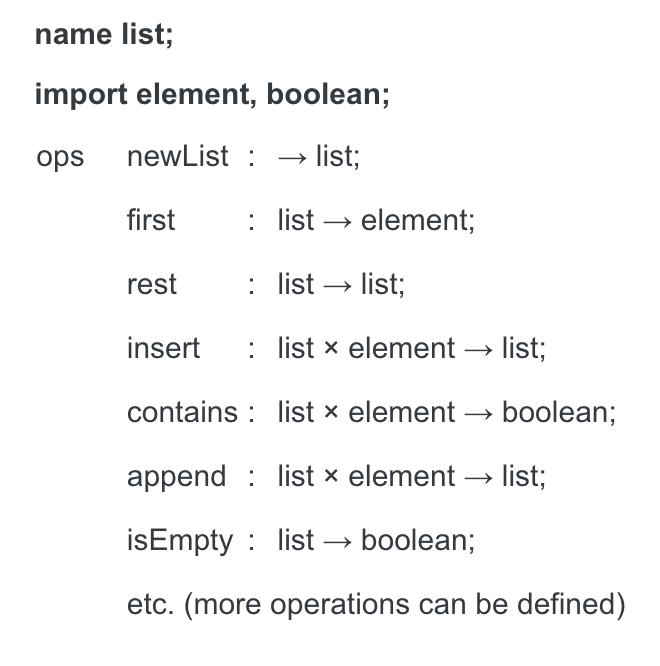 name list;
import element, boolean;
ops newList : → list;
first : list → element;
rest : list → list;
insert : list × element → list;
contains : list × element → boolean;
append : list × element → list;
isEmpty : list → boolean;
etc. (more operations can be defined)